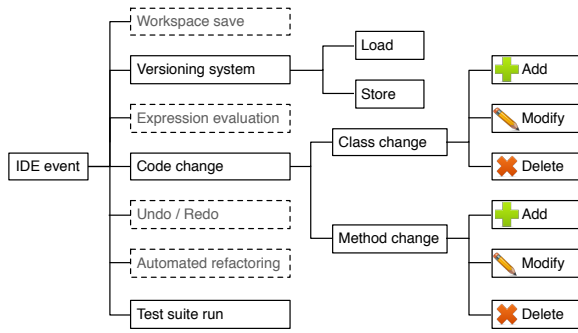 Workspace save
Versioning system
Load
Store
Expression evaluation
IDE event
Code change
Class change
Add
Modify
Delete
Method change
Add
Modify
Delete
Undo / Redo
Automated refactoring
Test suite run